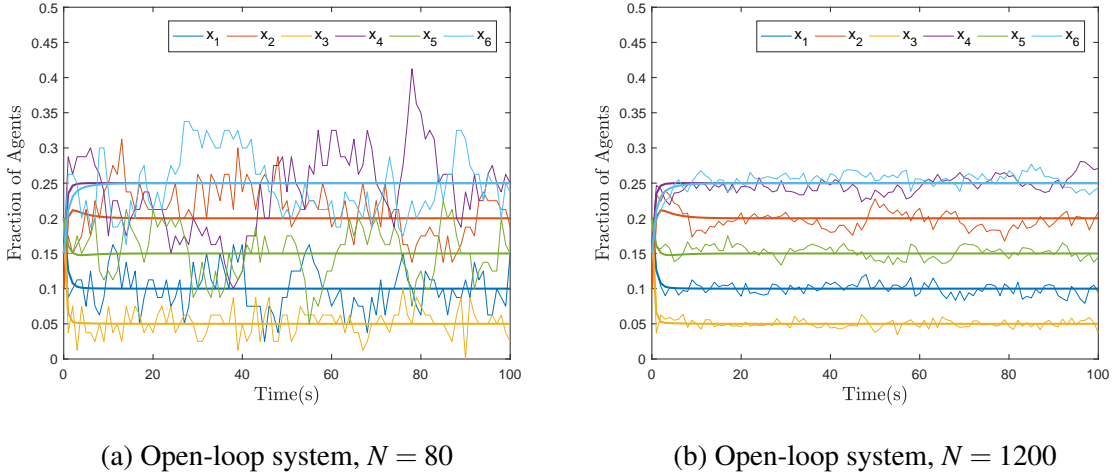 0.5
0.45
0.4
0.35
0.3
0.25
0.2
0.15
0.1
0.05
0
Fraction of Agents
x1 x2 x3 x4 x5 x6
0 20 40 60 80 100
Time(s)
(a) Open-loop system, N = 80
0.5
0.45
0.4
0.35
0.3
0.25
0.2
0.15
0.1
0.05
0
Fraction of Agents
x1 x2 x3 x4 x5 x6
0 20 40 60 80 100
Time(s)
(b) Open-loop system, N = 1200